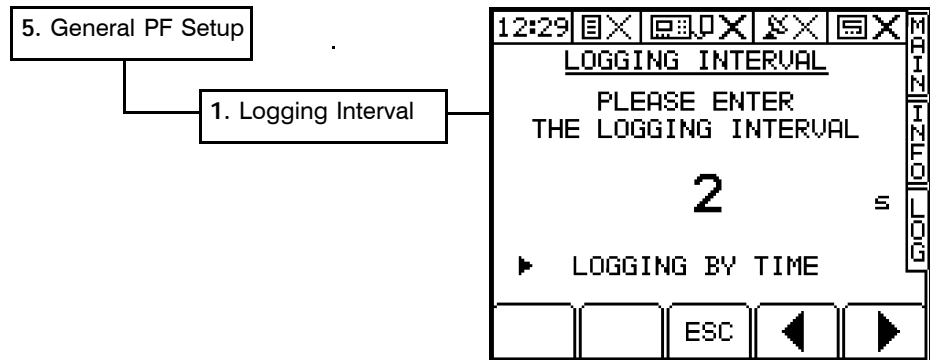 5. General PF Setup
1. Logging Interval
12:29
LOGGING INTERVAL
PLEASE ENTER
THE LOGGING INTERVAL
2 s
LOGGING BY TIME
ESC
MAIN
INFO
LOG